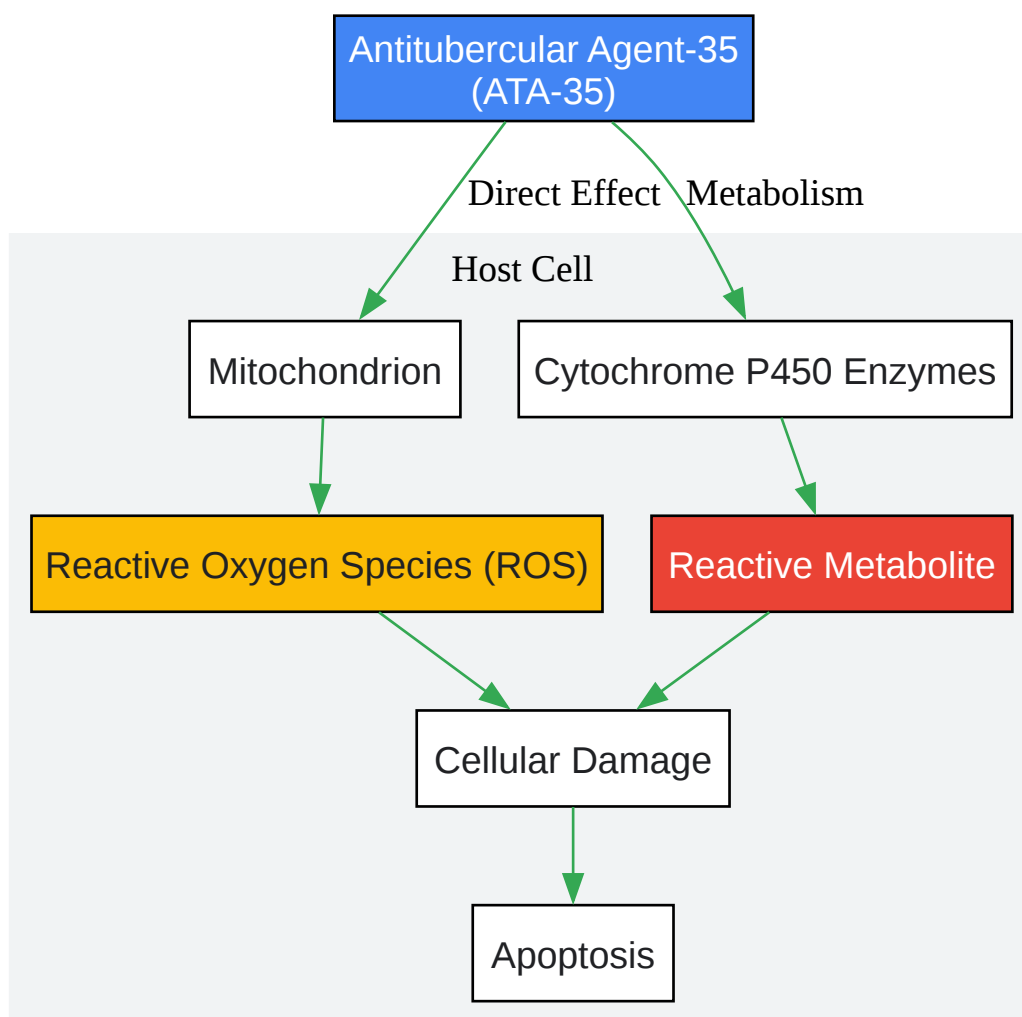 Antitubercular Agent-35
(ATA-35)
Direct Effect
Metabolism
Host Cell
Mitochondrion
Cytochrome P450 Enzymes
Reactive Oxygen Species (ROS)
Reactive Metabolite
Cellular Damage
Apoptosis